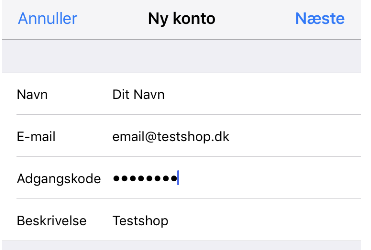 Annuller Ny konto Næste
Navn Dit Navn
E-mail email@testshop.dk
Adgangskode ••••••••
Beskrivelse Testshop